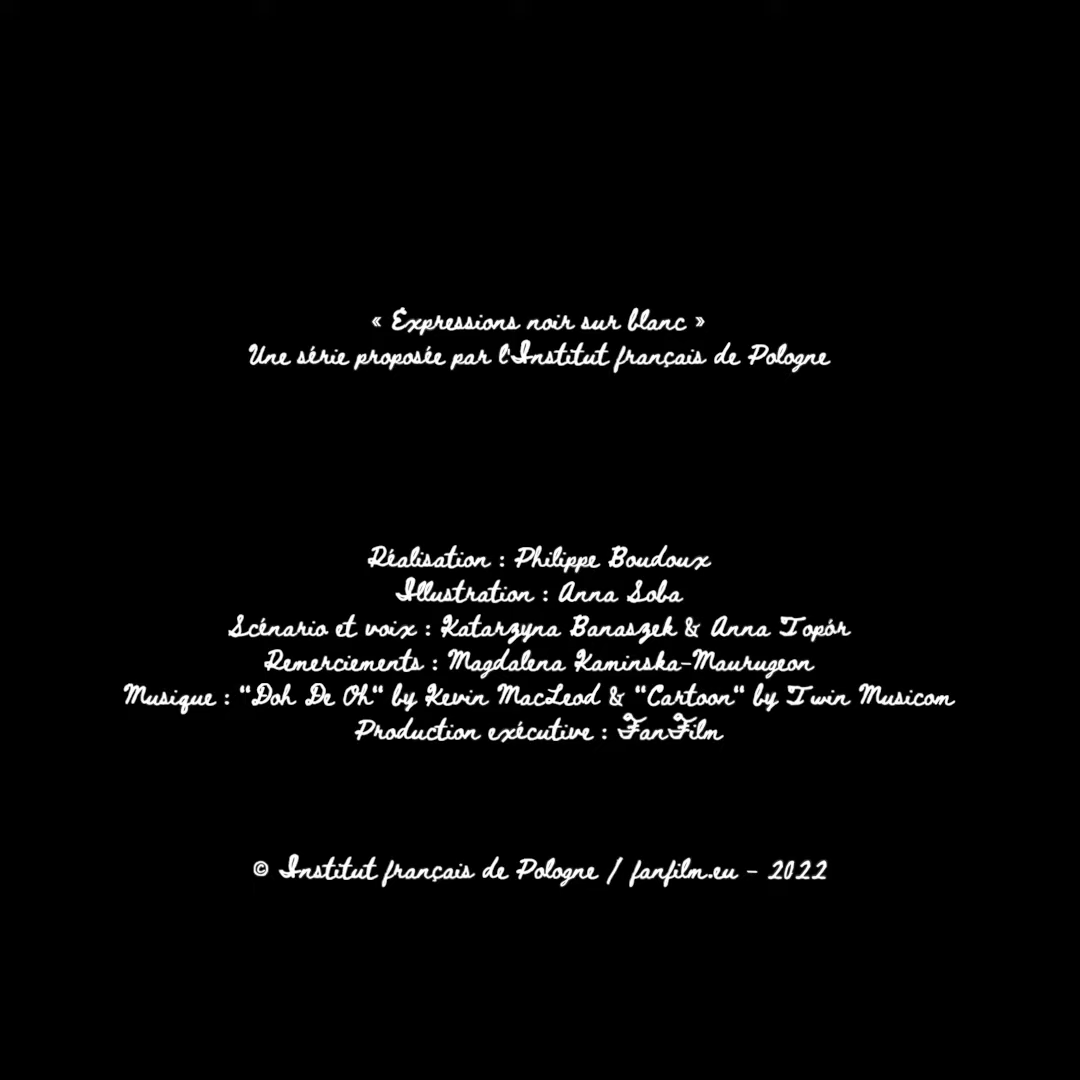 « Expressions noir sur blanc »
Une série proposée par l'Institut français de Pologne
Réalisation : Philippe Boudoux
Illustration : Anna Soba
Scénario et voix : Katarzyna Banaszek & Anna Topór
Remerciements : Magdalena Kaminska-Maurugeon
Musique : "Doh De Oh" by Kevin MacLeod & "Cartoon" by Twin Musicom
Production exécutive : FanFilm
© Institut français de Pologne / fanfilm.eu - 2022